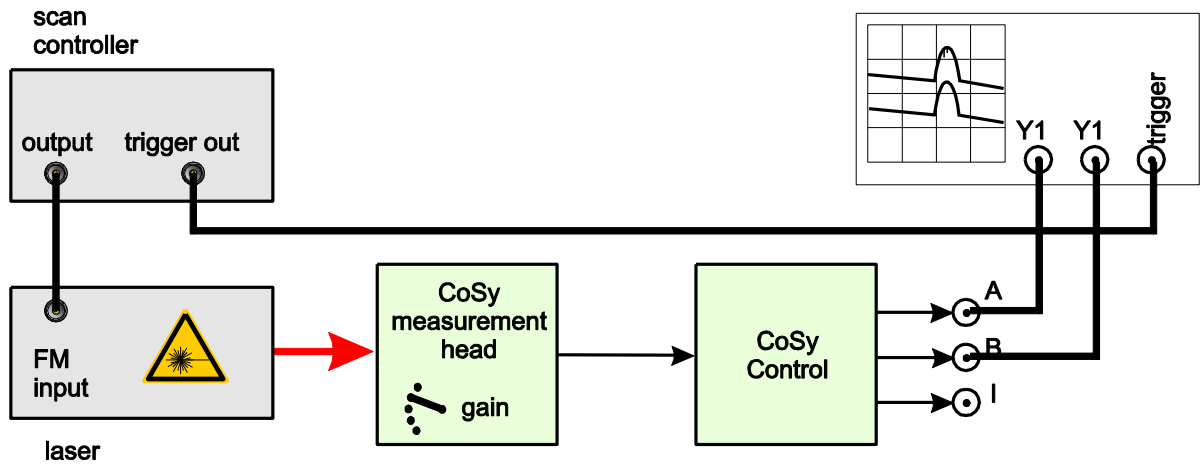 scan
controller
output
trigger out
Y1
Y1
trigger
FM
input
laser
CoSy
measurement
head
gain
CoSy
Control
A
B
I